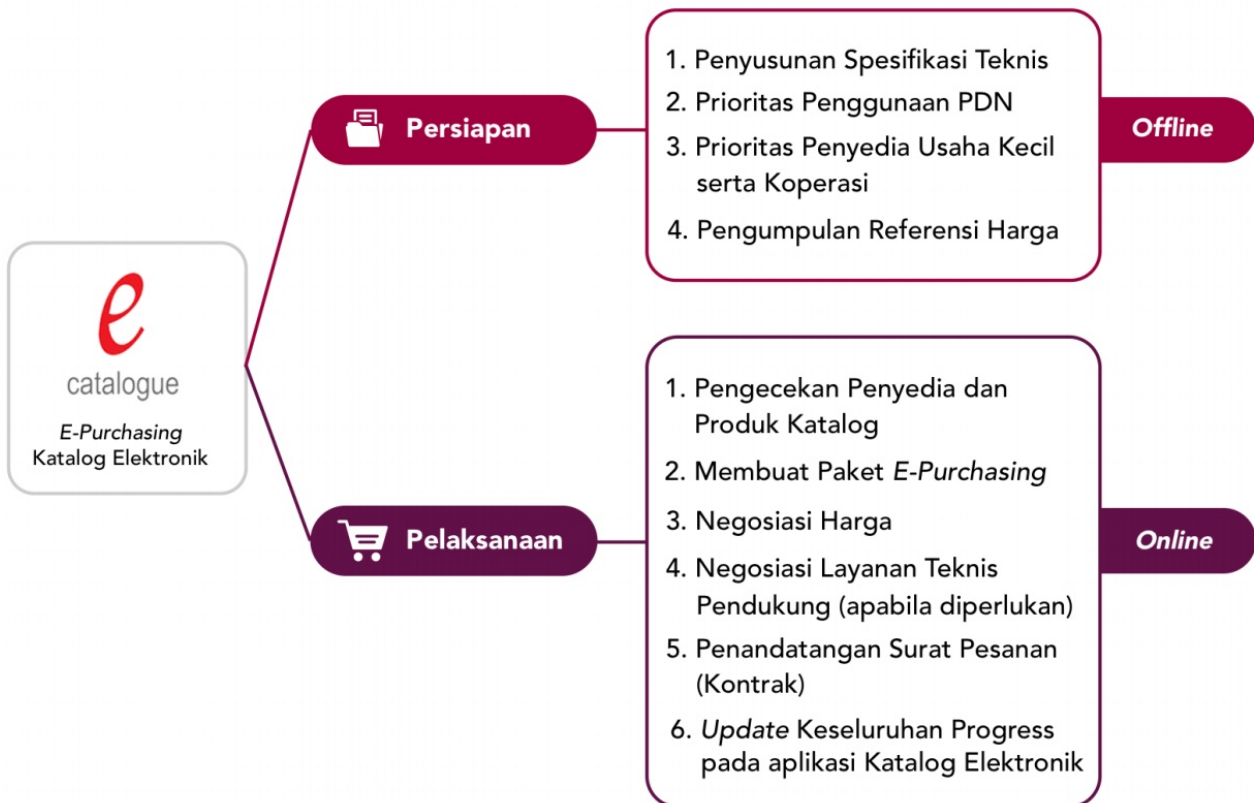 e
catalogue
E-Purchasing
Katalog Elektronik
Persiapan
1. Penyusunan Spesifikasi Teknis
2. Prioritas Penggunaan PDN
3. Prioritas Penyedia Usaha Kecil
serta Koperasi
4. Pengumpulan Referensi Harga
Offline
Pelaksanaan
1. Pengecekan Penyedia dan
Produk Katalog
2. Membuat Paket E-Purchasing
3. Negosiasi Harga
4. Negosiasi Layanan Teknis
Pendukung (apabila diperlukan)
5. Penandatangan Surat Pesanan
(Kontrak)
6. Update Keseluruhan Progress
pada aplikasi Katalog Elektronik
Online